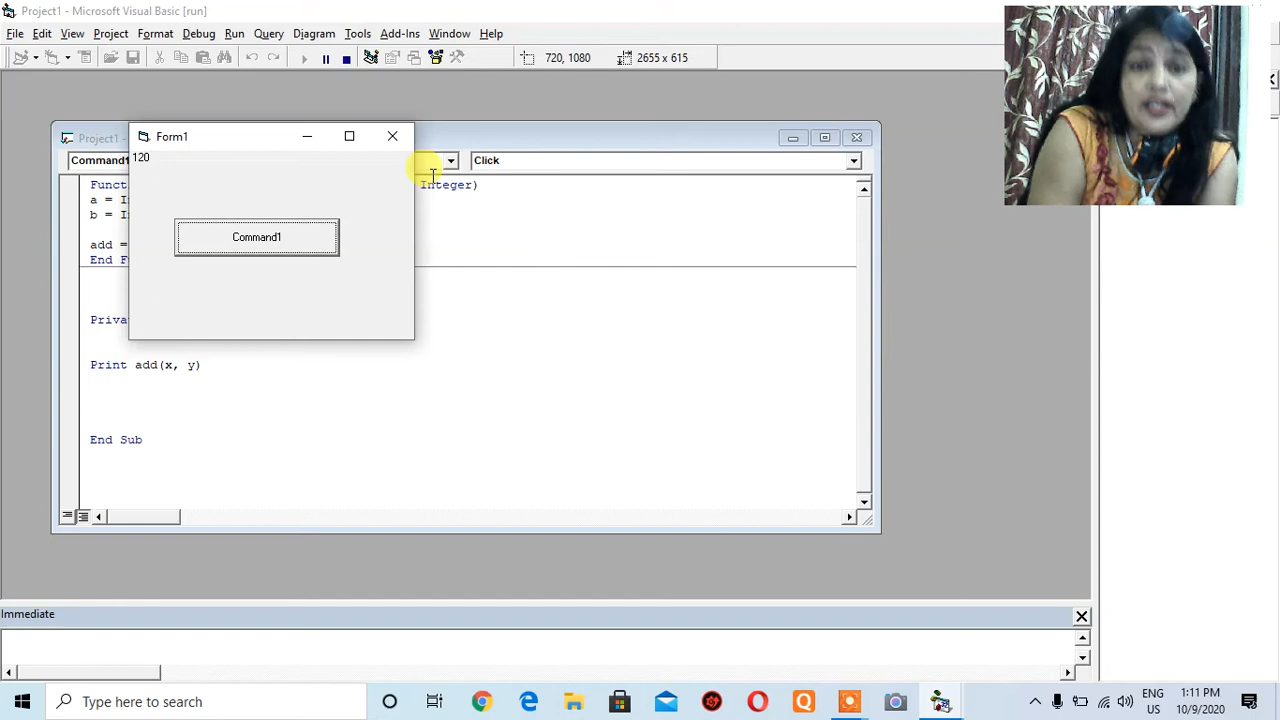 Project1 - Microsoft Visual Basic [run]
File Edit View Project Format Debug Run Query Diagram Tools Add-Ins Window Help
720, 1080 2655 x 615
Project1 -
Form1
Command1
Click
120
Functi
Integer)
a = I
b = I
Command1
add =
End F
Priva
Print add(x, y)
End Sub
Immediate
Type here to search
ENG
US
1:11 PM
10/9/2020